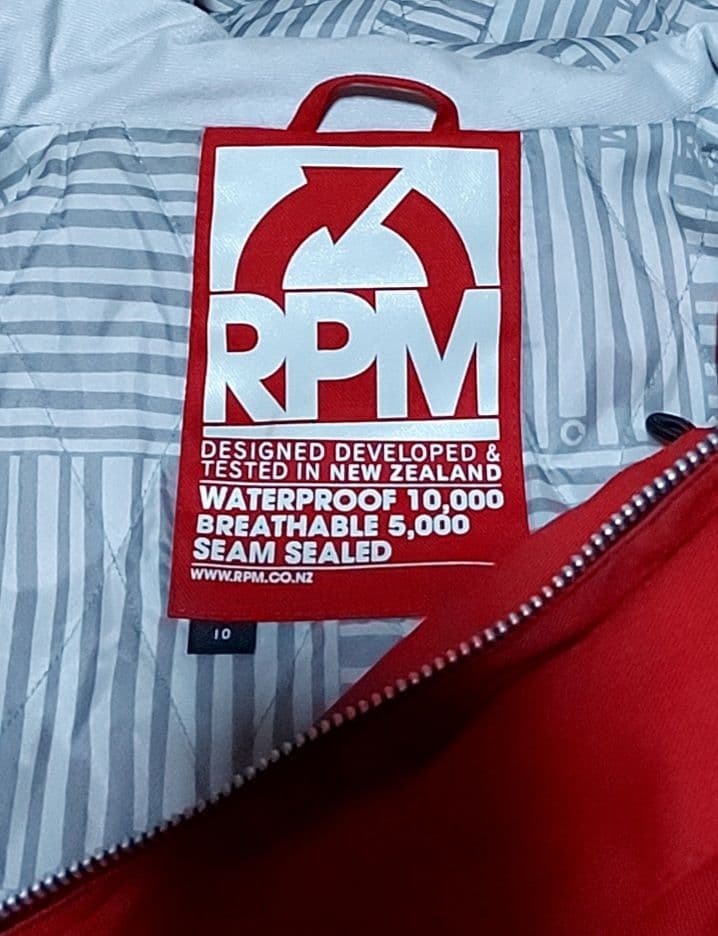 RPM
DESIGNED DEVELOPED &
TESTED IN NEW ZEALAND
WATERPROOF 10,000
BREATHABLE 5,000
SEAM SEALED
WWW.RPM.CO.NZ
10